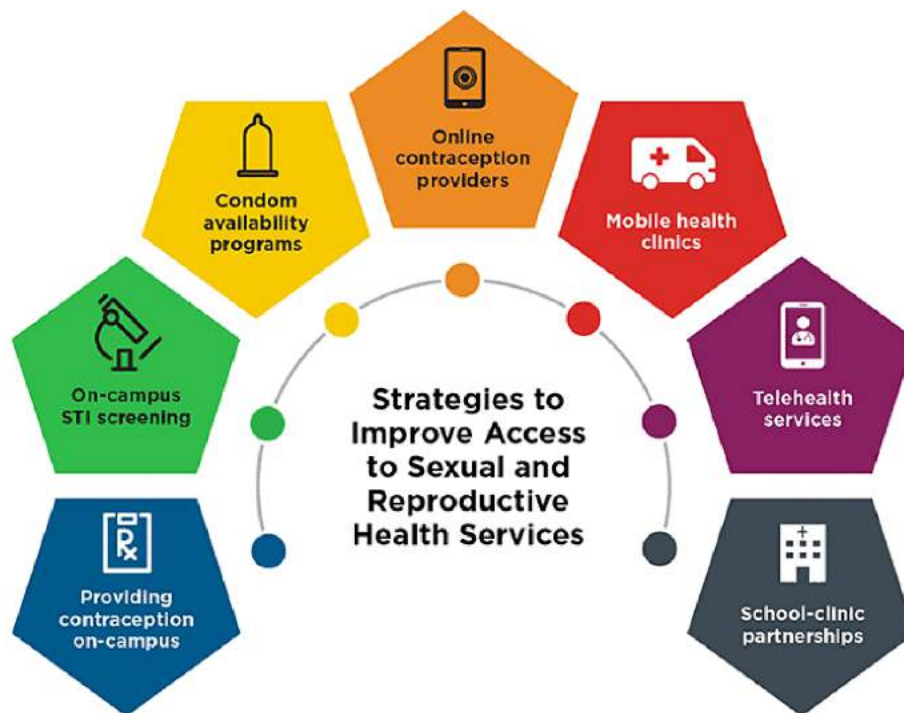 Online
contraception
providers
Condom
availability
programs
Mobile health
clinics
On-campus
STI screening
Strategies to
Improve Access
to Sexual and
Reproductive
Health Services
Telehealth
services
Rx
Providing
contraception
on-campus
School-clinic
partnerships